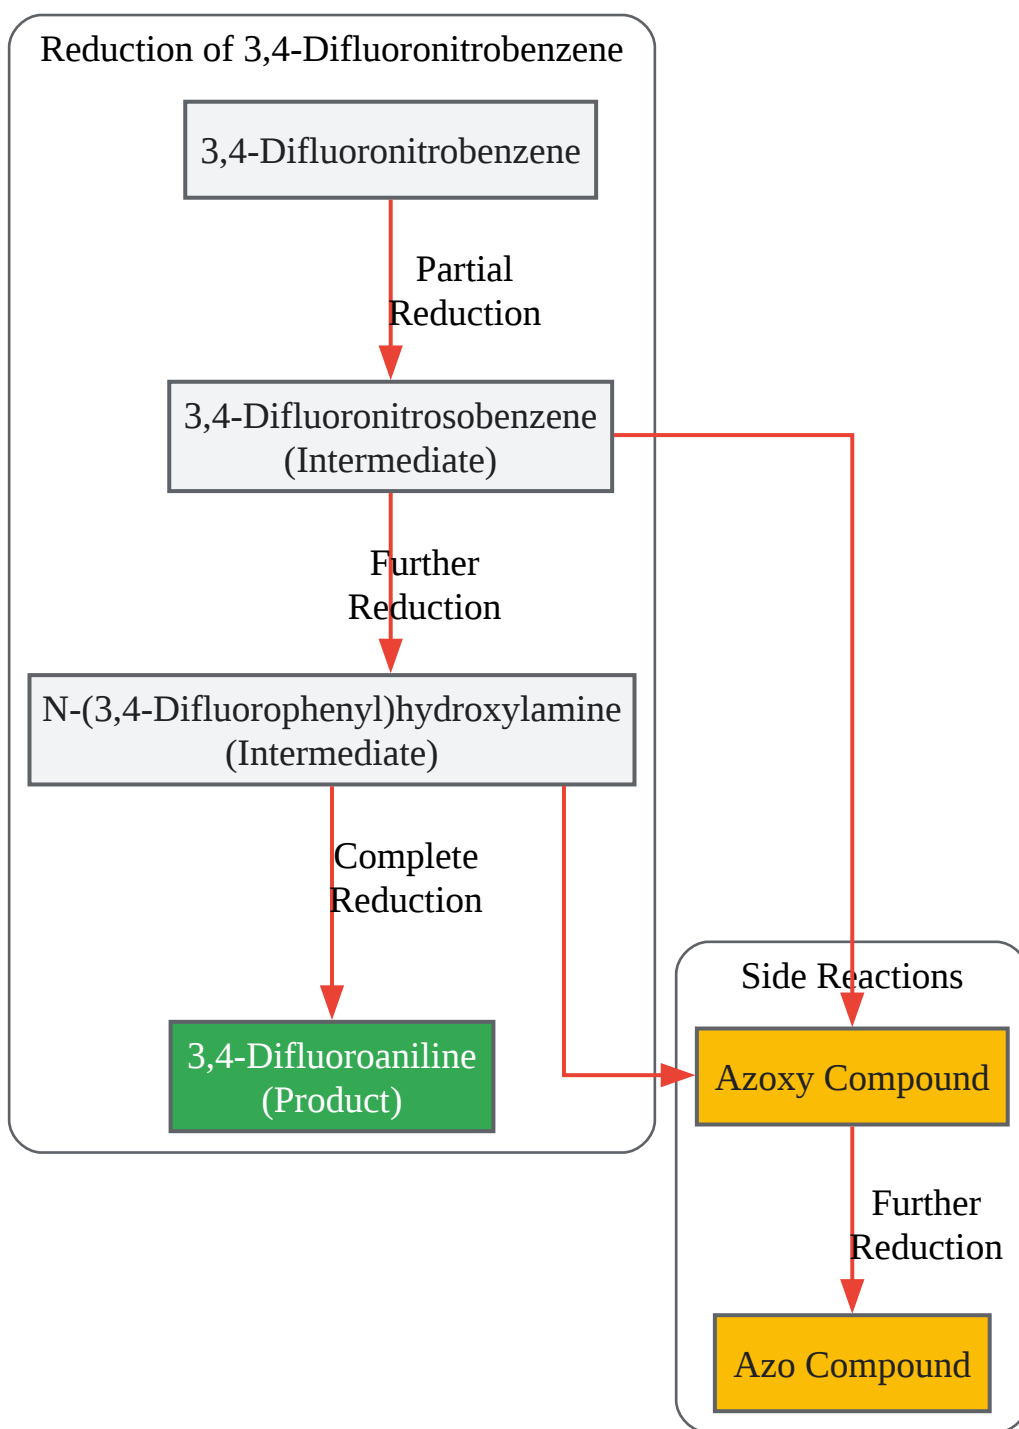 Reduction of 3,4-Difluoronitrobenzene
3,4-Difluoronitrobenzene
Partial
Reduction
3,4-Difluoronitrosobenzene
(Intermediate)
Further
Reduction
N-(3,4-Difluorophenyl)hydroxylamine
(Intermediate)
Complete
Reduction
3,4-Difluoroaniline
(Product)
Side Reactions
Azoxy Compound
Further
Reduction
Azo Compound